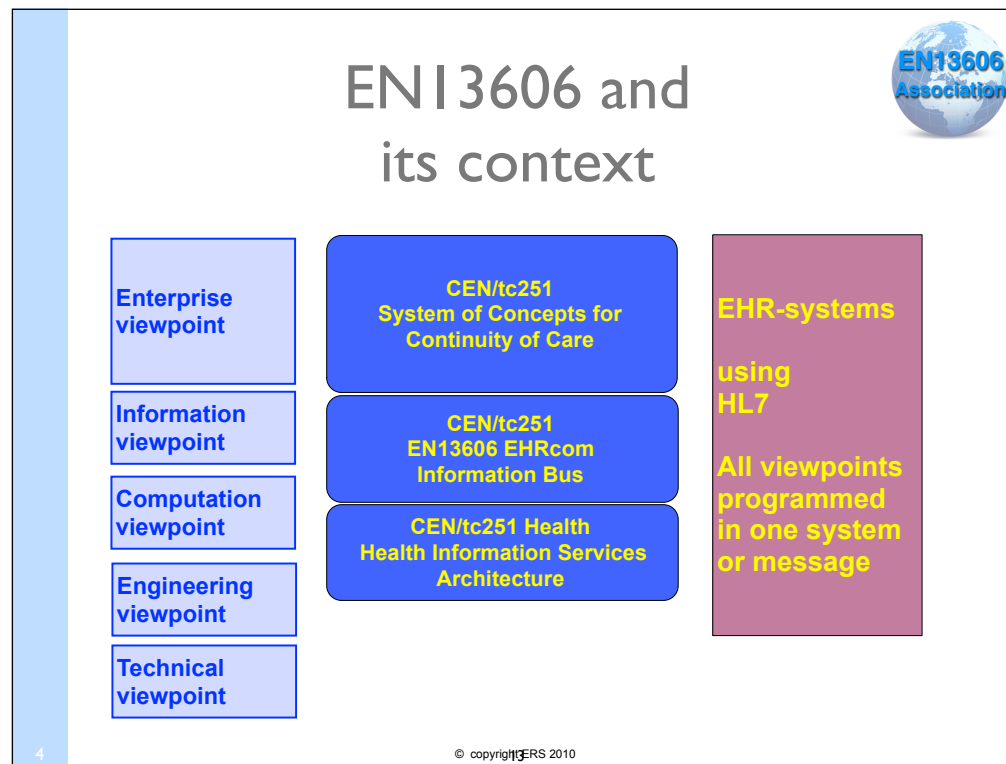 EN13606 and
its context
EN13606
Association
Enterprise
viewpoint
Information
viewpoint
Computation
viewpoint
Engineering
viewpoint
Technical
viewpoint
CEN/tc251
System of Concepts for
Continuity of Care
CEN/tc251
EN13606 EHRcom
Information Bus
CEN/tc251 Health
Health Information Services
Architecture
EHR-systems
using
HL7
All viewpoints
programmed
in one system
or message
4
© copyright ERS 2010
13